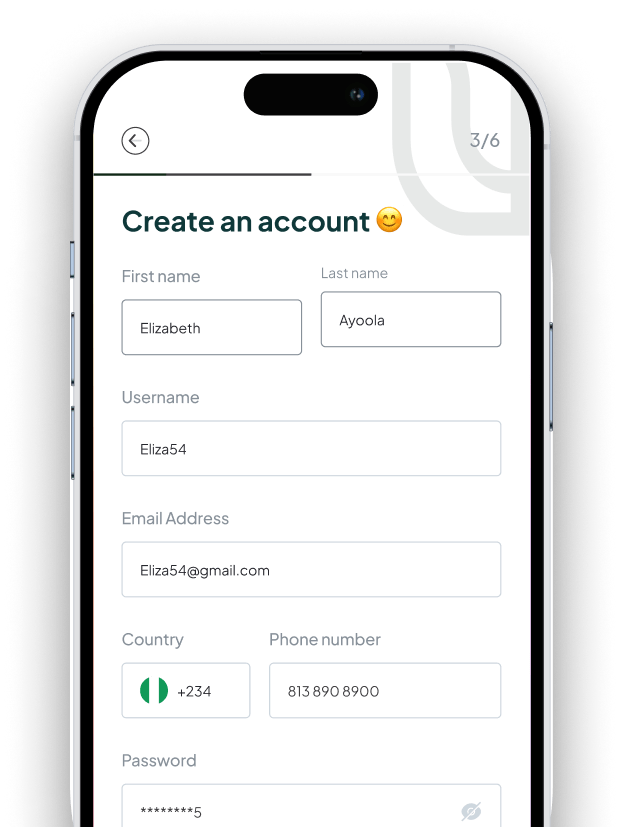 3/6
Create an account 😊
First name Last name
Elizabeth Ayoola
Username
Eliza54
Email Address
Eliza54@gmail.com
Country Phone number
+234 813 890 8900
Password
********5